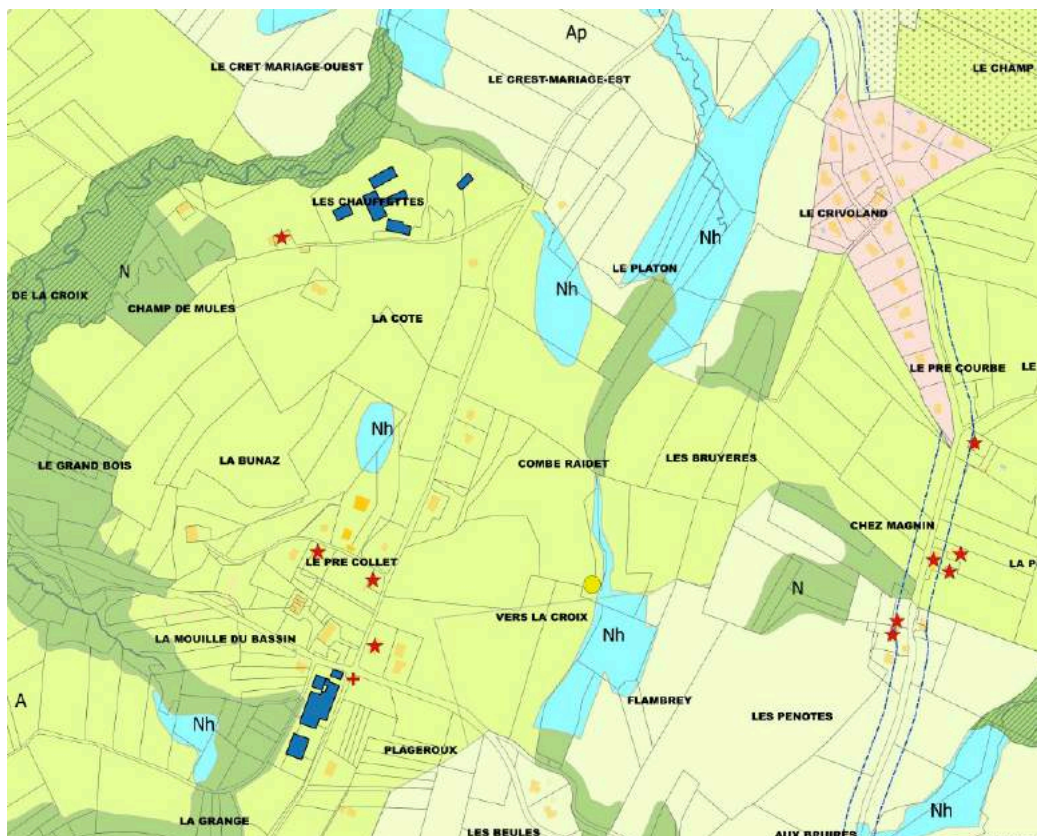 Ap
LE CRET MARIAGE-OUEST
LE CREST-MARIAGE-EST
LE CHAMP
LES CHAUFFETTES
LE CRIVOLAND
Nh
N
LE PLATON
DE LA CROIX
Nh
CHAMP DE MULES
LA COTE
LE PRE COURBE
LE
Nh
LA BUNAZ
COMBE RAIDET
LES BRUYERES
LE GRAND BOIS
CHEZ MAGNIN
LE PRE COLLET
LA P
N
VERS LA CROIX
LA MOUILLE DU BASSIN
Nh
A
FLAMBREY
LES PENOTES
Nh
PLAGEROUX
Nh
LA GRANGE
LES BEULES
AUX BRUIRES